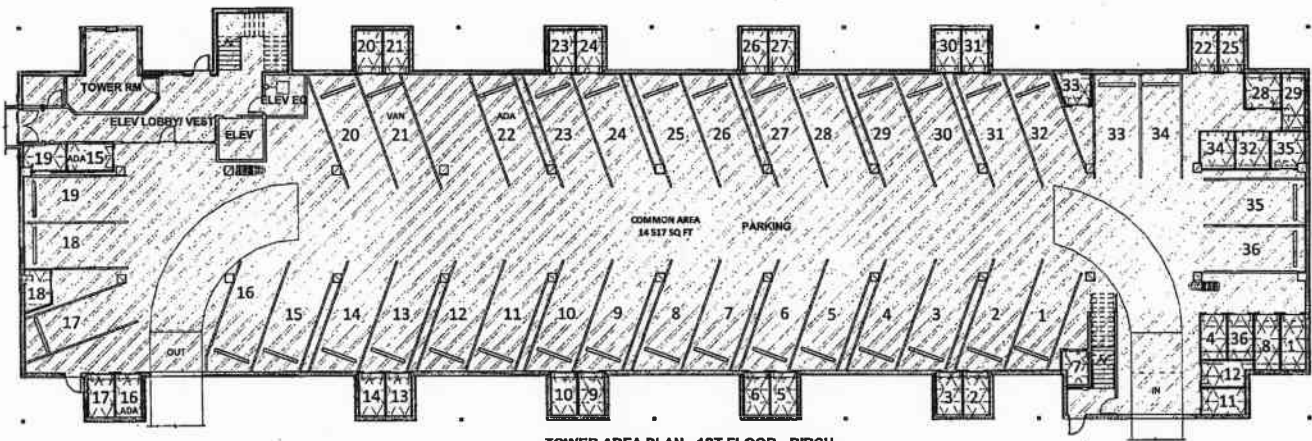 20 21
23 24
26 27
30 31
22 25
28 29
TOWER RM
ELEV EQ
ELEV LOBBY/ VEST
ELEV
VAN
ADA
33
20 21 22 23 24 25 26 27 28 29 30 31 32 33 34
19 ADA 15
34 32 35
19
18
18
17
COMMON AREA
14 517 SQ FT
PARKING
35
36
16 15 14 13 12 11 10 9 8 7 6 5 4 3 2 1
OUT
IN
7
4 36 8 1
12
11
17 16
ADA
14 13
10 9
6 5
3 2
TOWER AREA PLAN - 1ST FLOOR - BIRCH